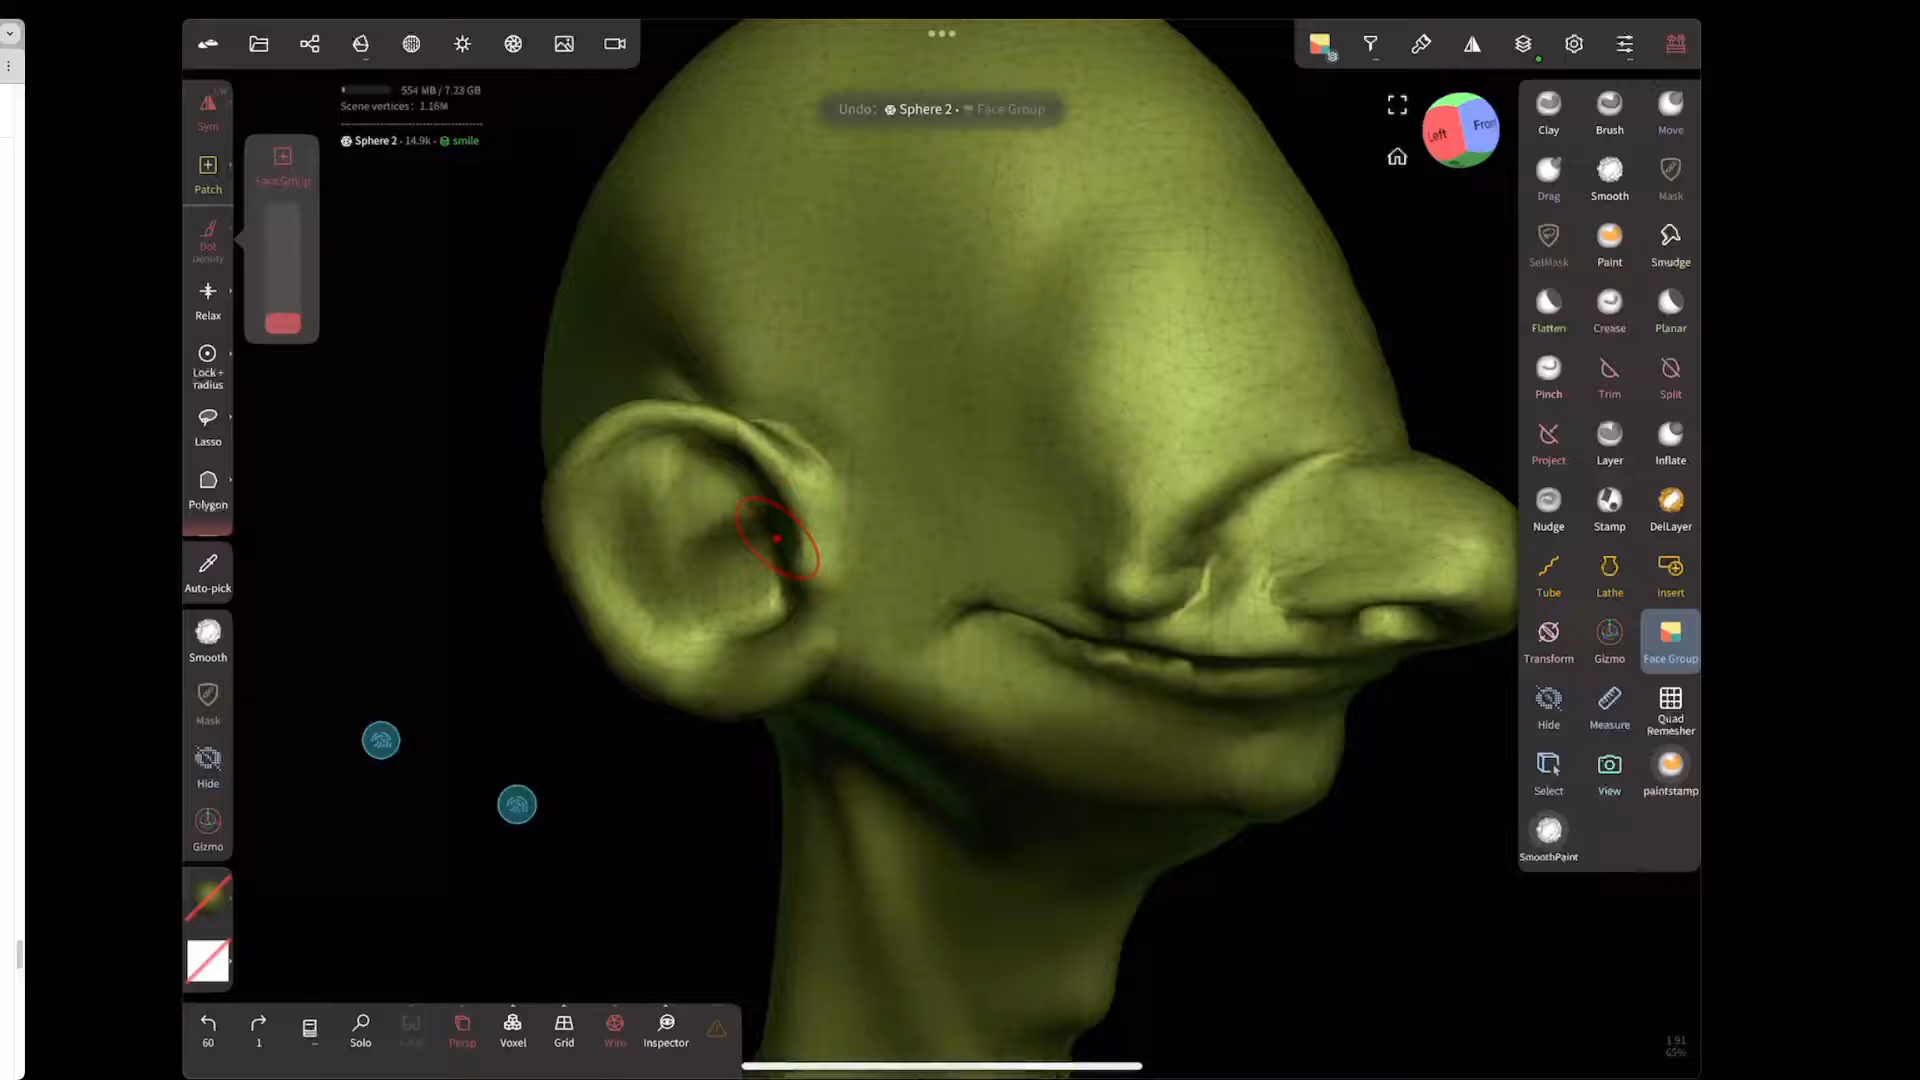 554 MB / 7.23 GB
Scene vertices: 1.16M
Sphere 2 • 14.9k • smile
Undo: Sphere 2 • Face Group
Left
Front
Sym
Patch
Dot
Density
Relax
Lock +
radius
Lasso
Polygon
Auto-pick
Smooth
Mask
Hide
Gizmo
Face Group
Clay
Brush
Move
Drag
Smooth
Mask
SelMask
Paint
Smudge
Flatten
Crease
Planar
Pinch
Trim
Split
Project
Layer
Inflate
Nudge
Stamp
DelLayer
Tube
Lathe
Insert
Transform
Gizmo
Face Group
Hide
Measure
Quad
Remesher
Select
View
paintstamp
SmoothPaint
60
1
Solo
Persp
Voxel
Grid
Wire
Inspector
1.91
65%